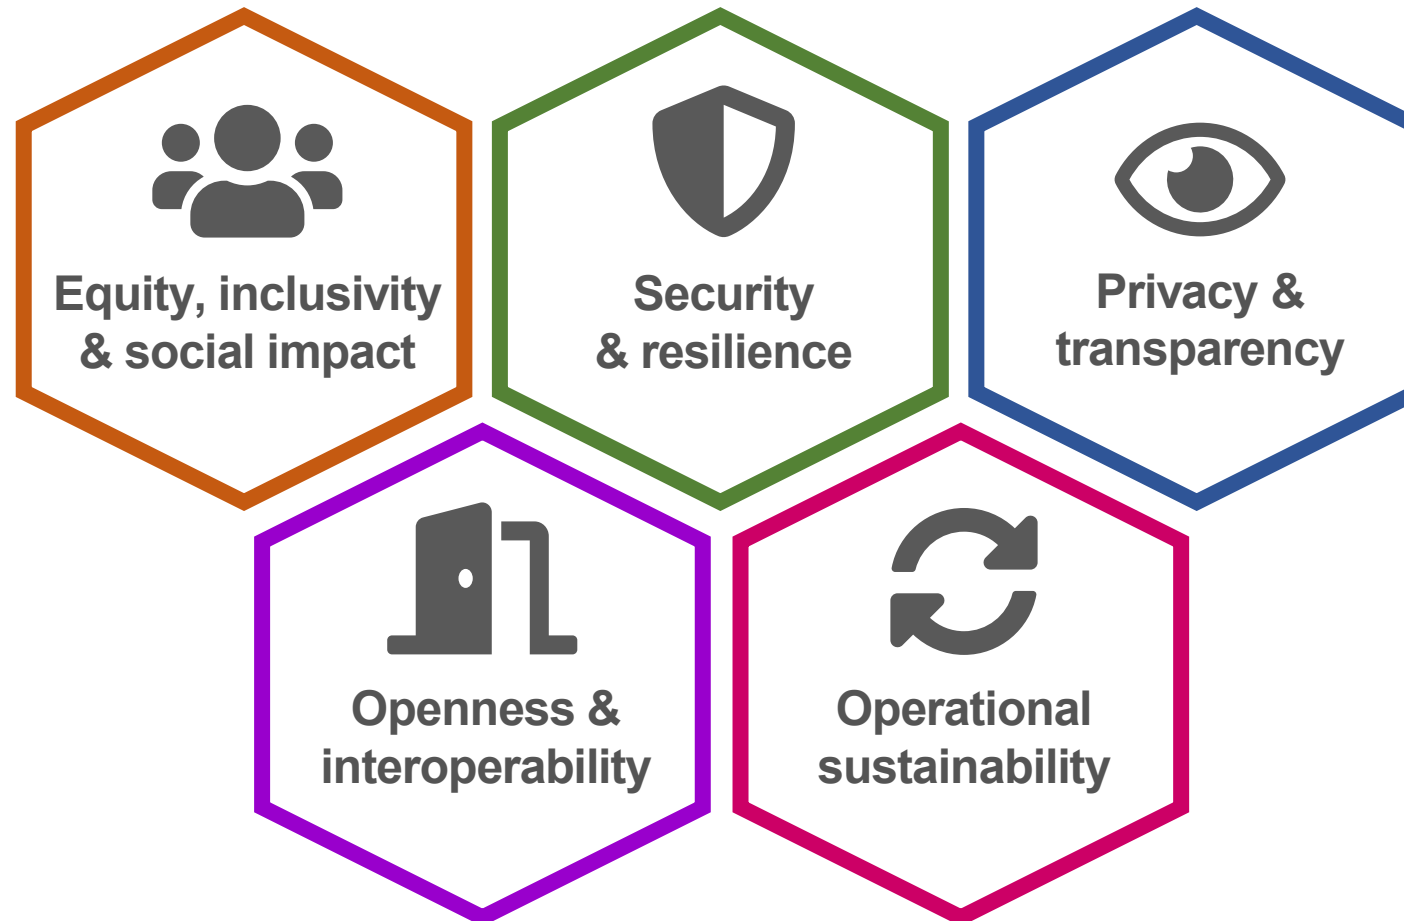 Equity, inclusivity
& social impact
Security
& resilience
Privacy &
transparency
Openness &
interoperability
Operational
sustainability